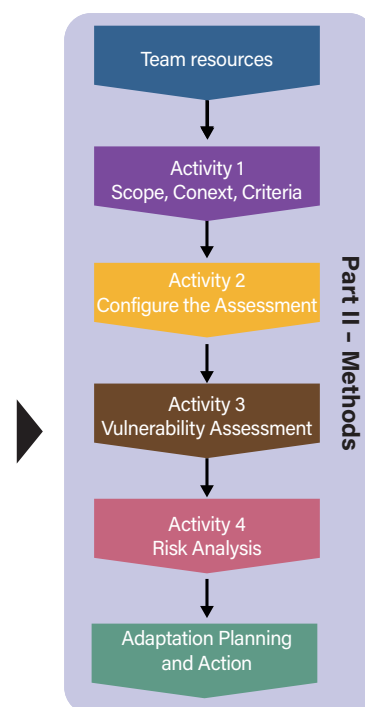 Team resources
Activity 1
Scope, Conext, Criteria
Activity 2
Configure the Assessment
Activity 3
Vulnerability Assessment
Activity 4
Risk Analysis
Adaptation Planning
and Action
Part II – Methods